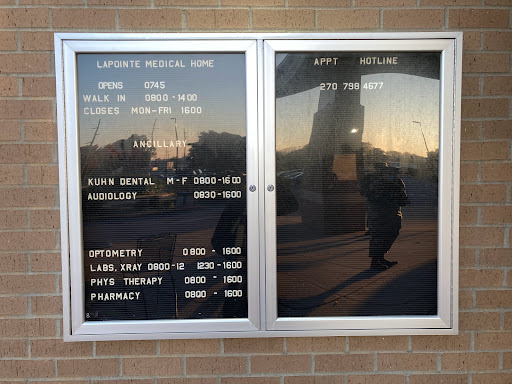 LAPOINTE MEDICAL HOME
OPENS 0745
WALK IN 0800-1400
CLOSES MON-FRI 1600
ANCILLARY
KUHN DENTAL M-F 0800-1600
AUDIOLOGY 0830-1600
OPTOMETRY 0800 - 1600
LABS, XRAY 0800-12 1230-1600
PHYS THERAPY 0800 - 1600
PHARMACY 0800 - 1600
APPT HOTLINE
270 798 4677